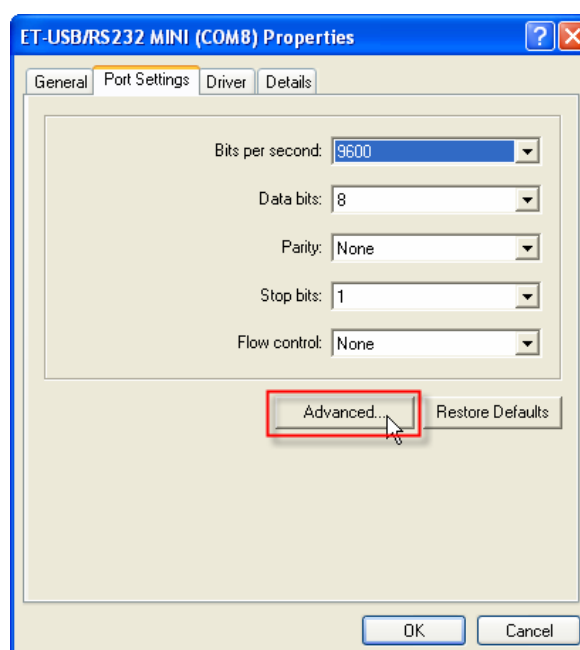 ET-USB/RS232 MINI (COM8) Properties
General Port Settings Driver Details
Bits per second: 9600
Data bits: 8
Parity: None
Stop bits: 1
Flow control: None
Advanced... Restore Defaults
OK Cancel